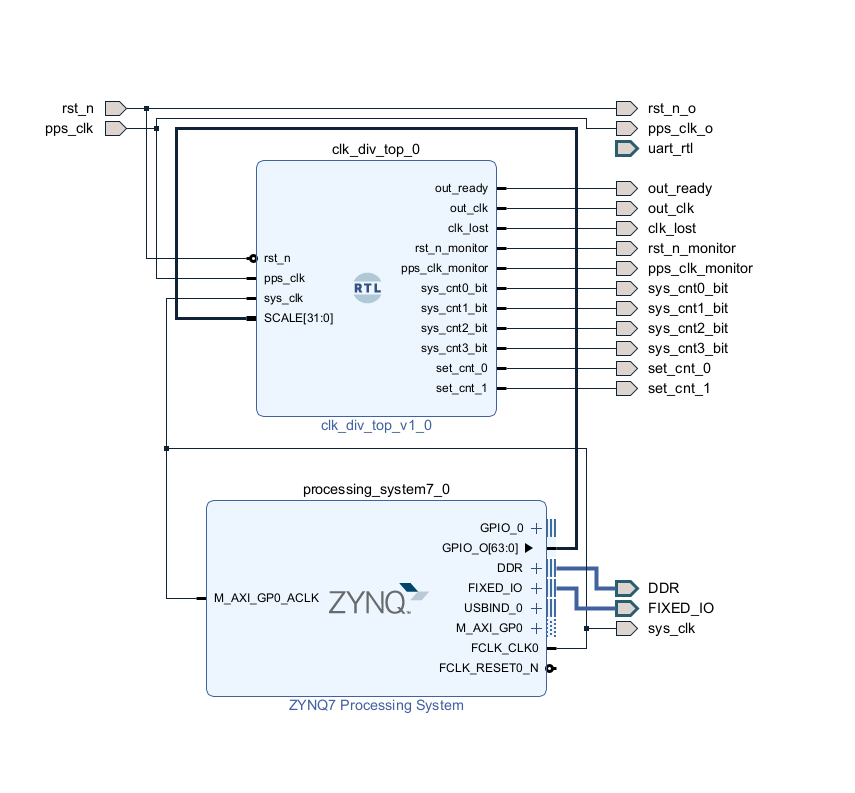 rst_n
pps_clk
rst_n_o
pps_clk_o
uart_rtl
clk_div_top_0
rst_n
pps_clk
sys_clk
SCALE[31:0]
RTL
out_ready
out_clk
clk_lost
rst_n_monitor
pps_clk_monitor
sys_cnt0_bit
sys_cnt1_bit
sys_cnt2_bit
sys_cnt3_bit
set_cnt_0
set_cnt_1
out_ready
out_clk
clk_lost
rst_n_monitor
pps_clk_monitor
sys_cnt0_bit
sys_cnt1_bit
sys_cnt2_bit
sys_cnt3_bit
set_cnt_0
set_cnt_1
clk_div_top_v1_0
processing_system7_0
M_AXI_GP0_ACLK
ZYNQ
GPIO_0
GPIO_O[63:0]
DDR
FIXED_IO
USBIND_0
M_AXI_GP0
FCLK_CLK0
FCLK_RESET0_N
DDR
FIXED_IO
sys_clk
ZYNQ7 Processing System